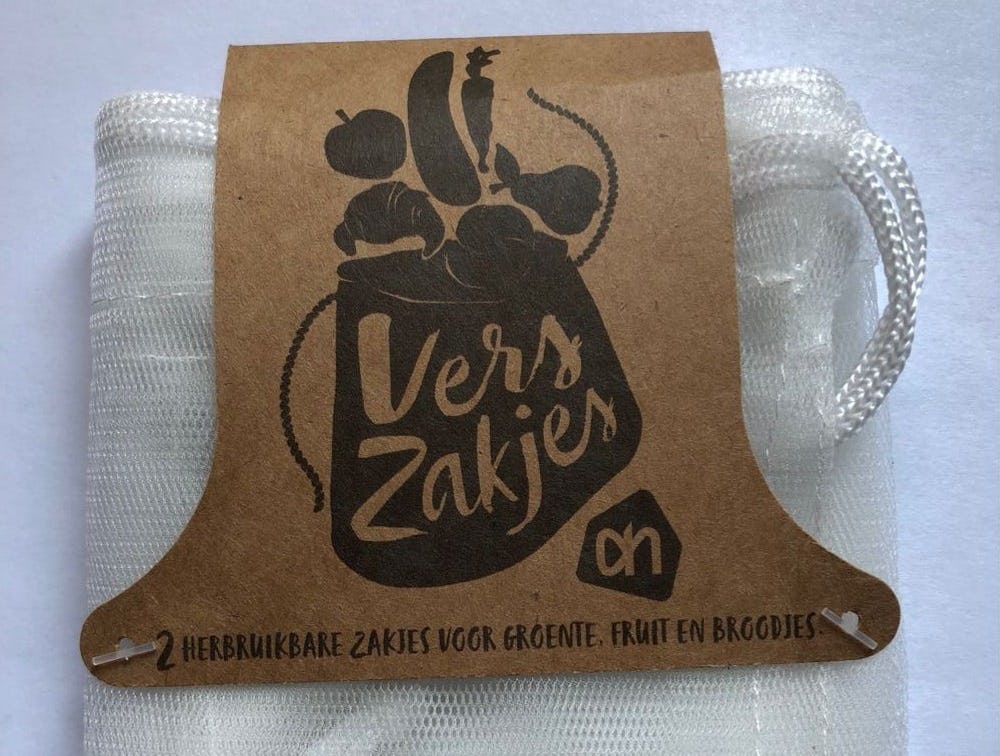 Vers
Zakjes
ah
2 HERBRUIKBARE ZAKJES VOOR GROENTE, FRUIT EN BROODJES.